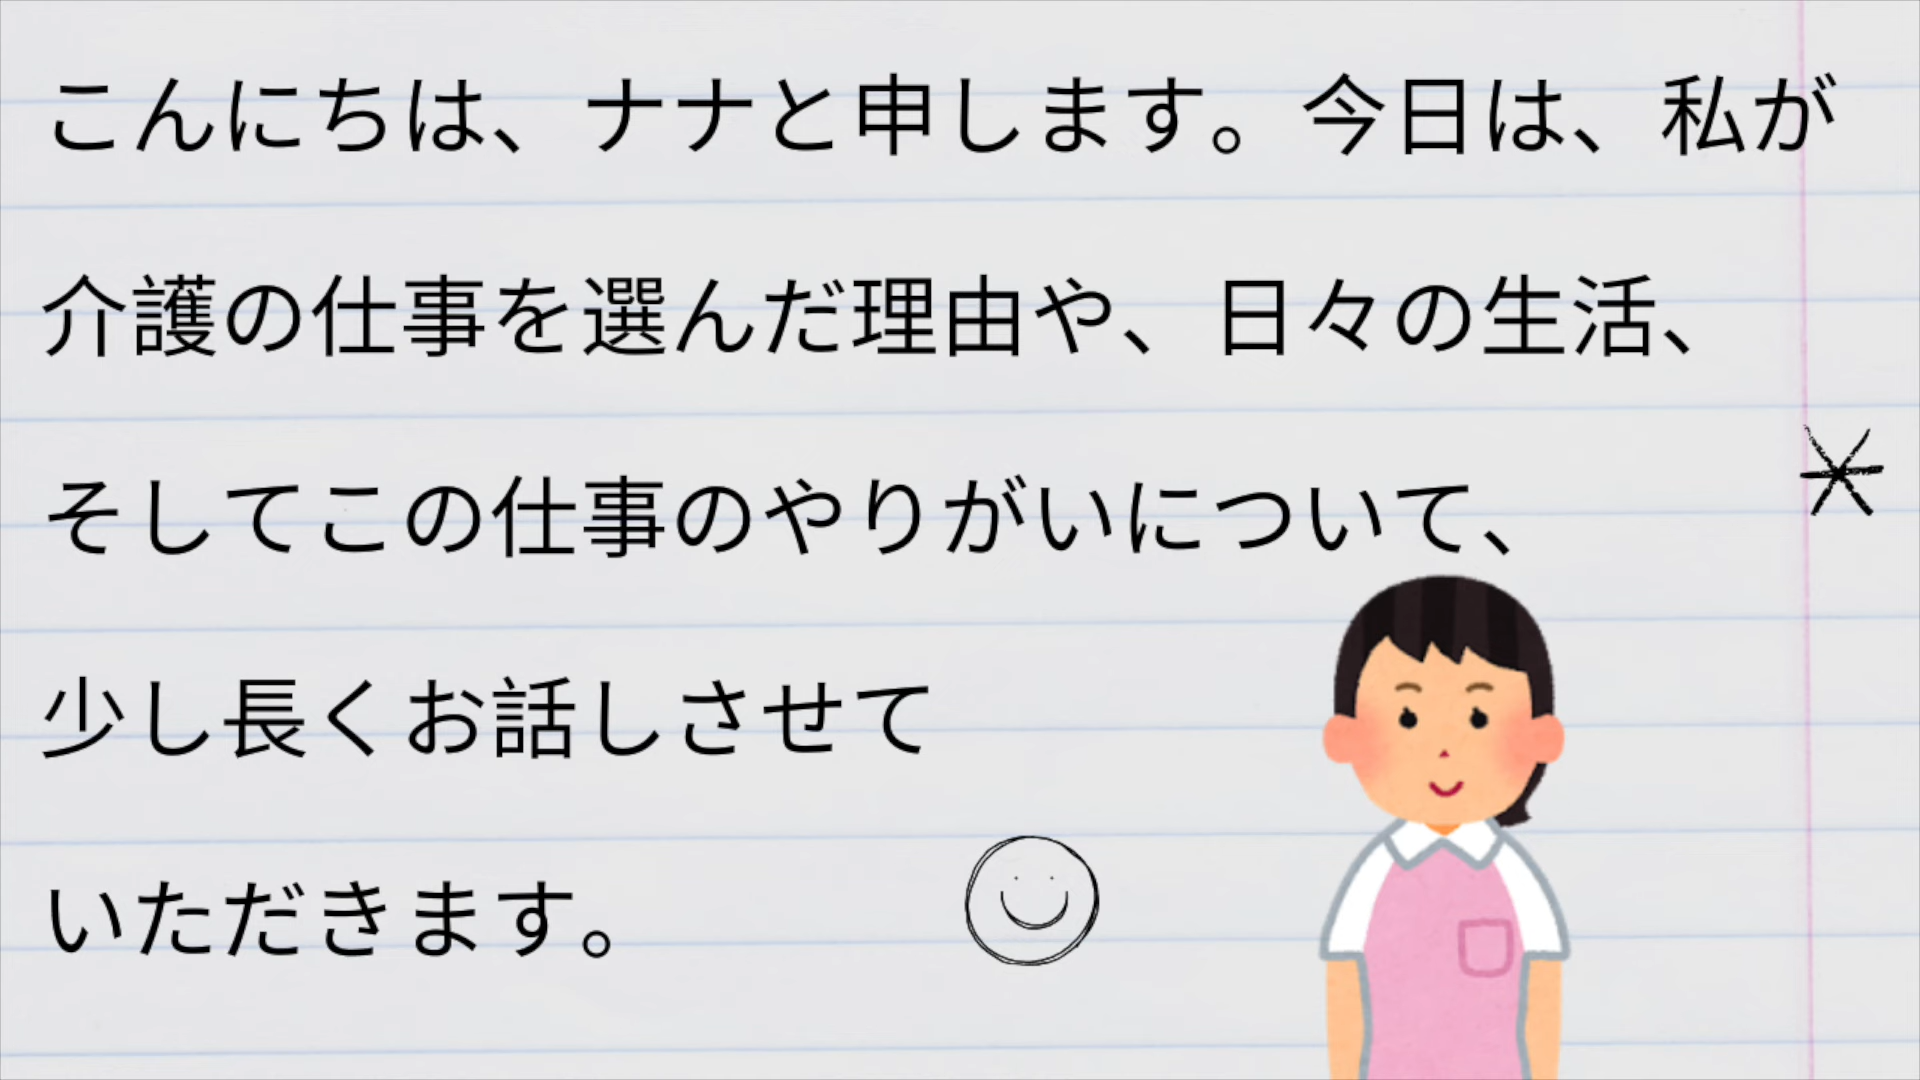 こんにちは、ナナと申します。今日は、私が
介護の仕事を選んだ理由や、日々の生活、
そしてこの仕事のやりがいについて、
少し長くお話しさせて
いただきます。